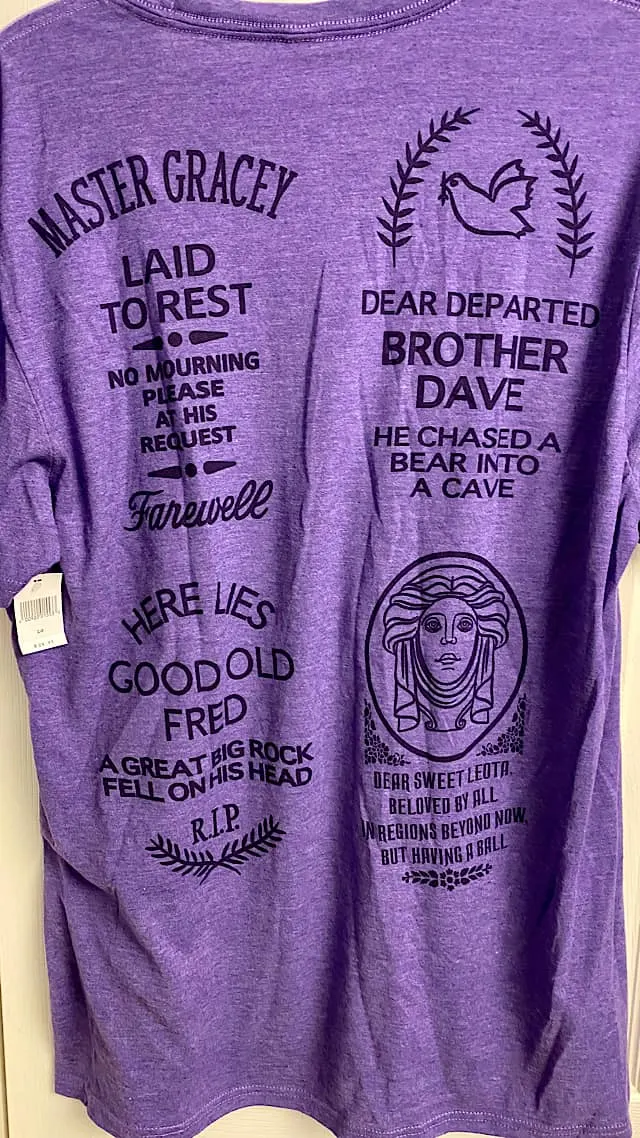 MASTER GRACEY
LAID
TO REST
NO MOURNING
PLEASE
AT HIS
REQUEST
Farewell
DEAR DEPARTED
BROTHER
DAVE
HE CHASED A
BEAR INTO
A CAVE
HERE LIES
GOOD OLD
FRED
A GREAT BIG ROCK
FELL ON HIS HEAD
R.I.P.
DEAR SWEET LEOTA,
BELOVED BY ALL
IN REGIONS BEYOND NOW,
BUT HAVING A BALL